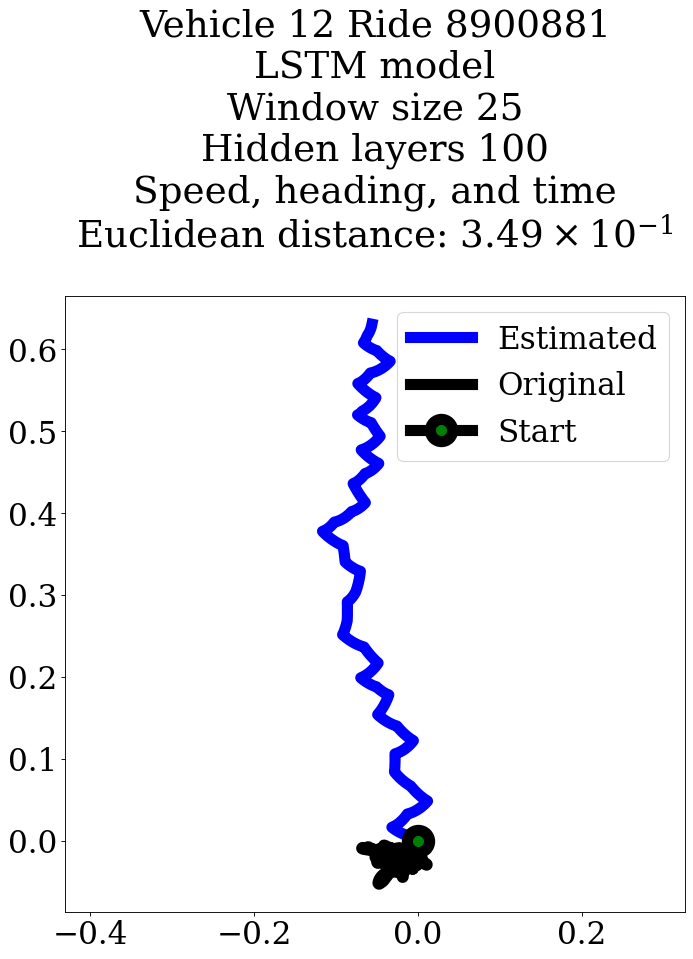 Vehicle 12 Ride 8900881
LSTM model
Window size 25
Hidden layers 100
Speed, heading, and time
Euclidean distance: 3.49 × 10⁻¹
Estimated
Original
Start
0.6
0.5
0.4
0.3
0.2
0.1
0.0
−0.4 −0.2 0.0 0.2